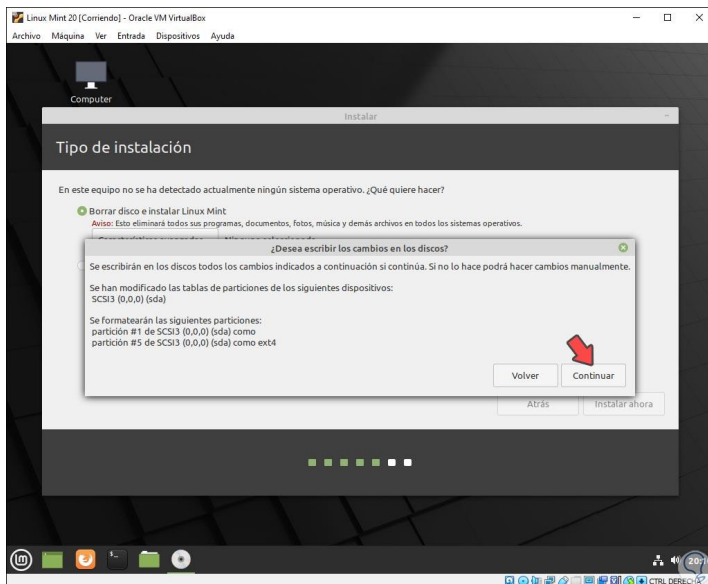 Linux Mint 20 [Corriendo] - Oracle VM VirtualBox
Archivo Máquina Ver Entrada Dispositivos Ayuda
Computer
Instalar
Tipo de instalación
En este equipo no se ha detectado actualmente ningún sistema operativo. ¿Qué quiere hacer?
Borrar disco e instalar Linux Mint
Aviso: Esto eliminará todos sus programas, documentos, fotos, música y demás archivos en todos los sistemas operativos.
¿Desea escribir los cambios en los discos?
Se escribirán en los discos todos los cambios indicados a continuación si continúa. Si no lo hace podrá hacer cambios manualmente.
Se han modificado las tablas de particiones de los siguientes dispositivos:
SCSI3 (0,0,0) (sda)
Se formatearán las siguientes particiones:
partición #1 de SCSI3 (0,0,0) (sda) como
partición #5 de SCSI3 (0,0,0) (sda) como ext4
Volver Continuar
Atrás Instalar ahora
CTRL DERECHA